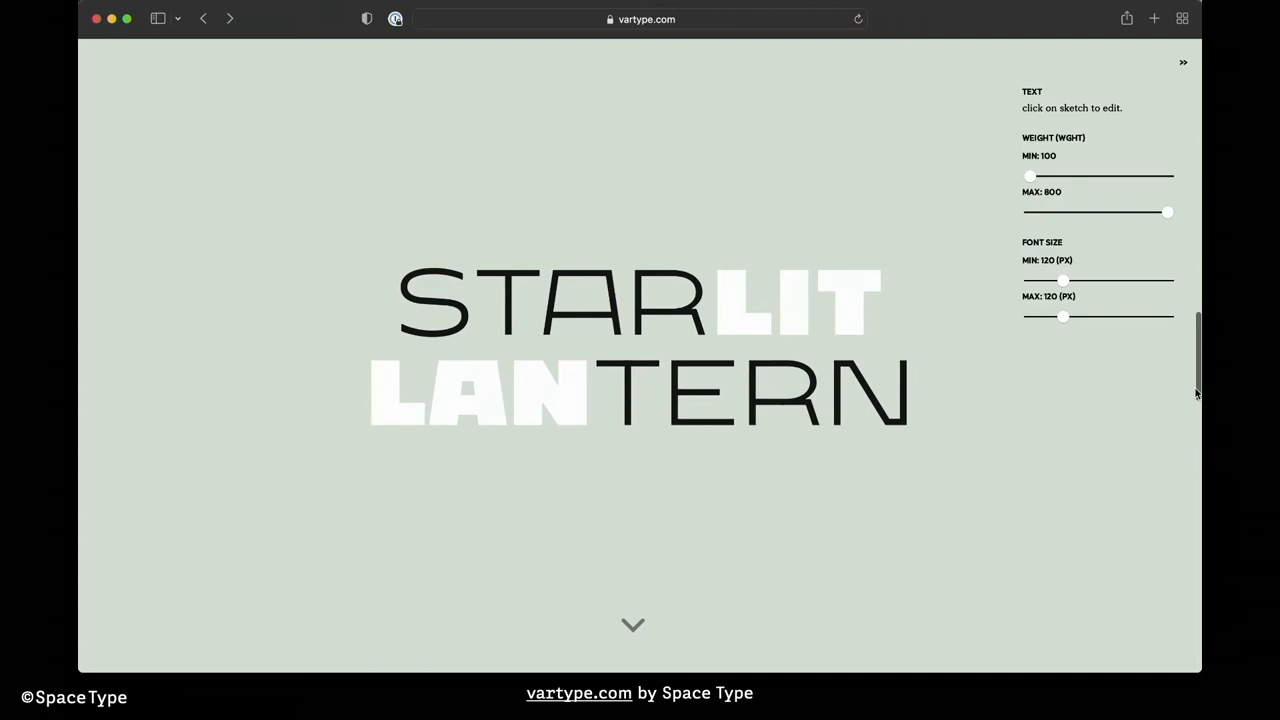 vartype.com
»
TEXT
click on sketch to edit.
WEIGHT (WGHT)
MIN: 100
MAX: 800
FONT SIZE
MIN: 120 (PX)
MAX: 120 (PX)
STARLIT
LANTERN
©SpaceType
vartype.com by Space Type